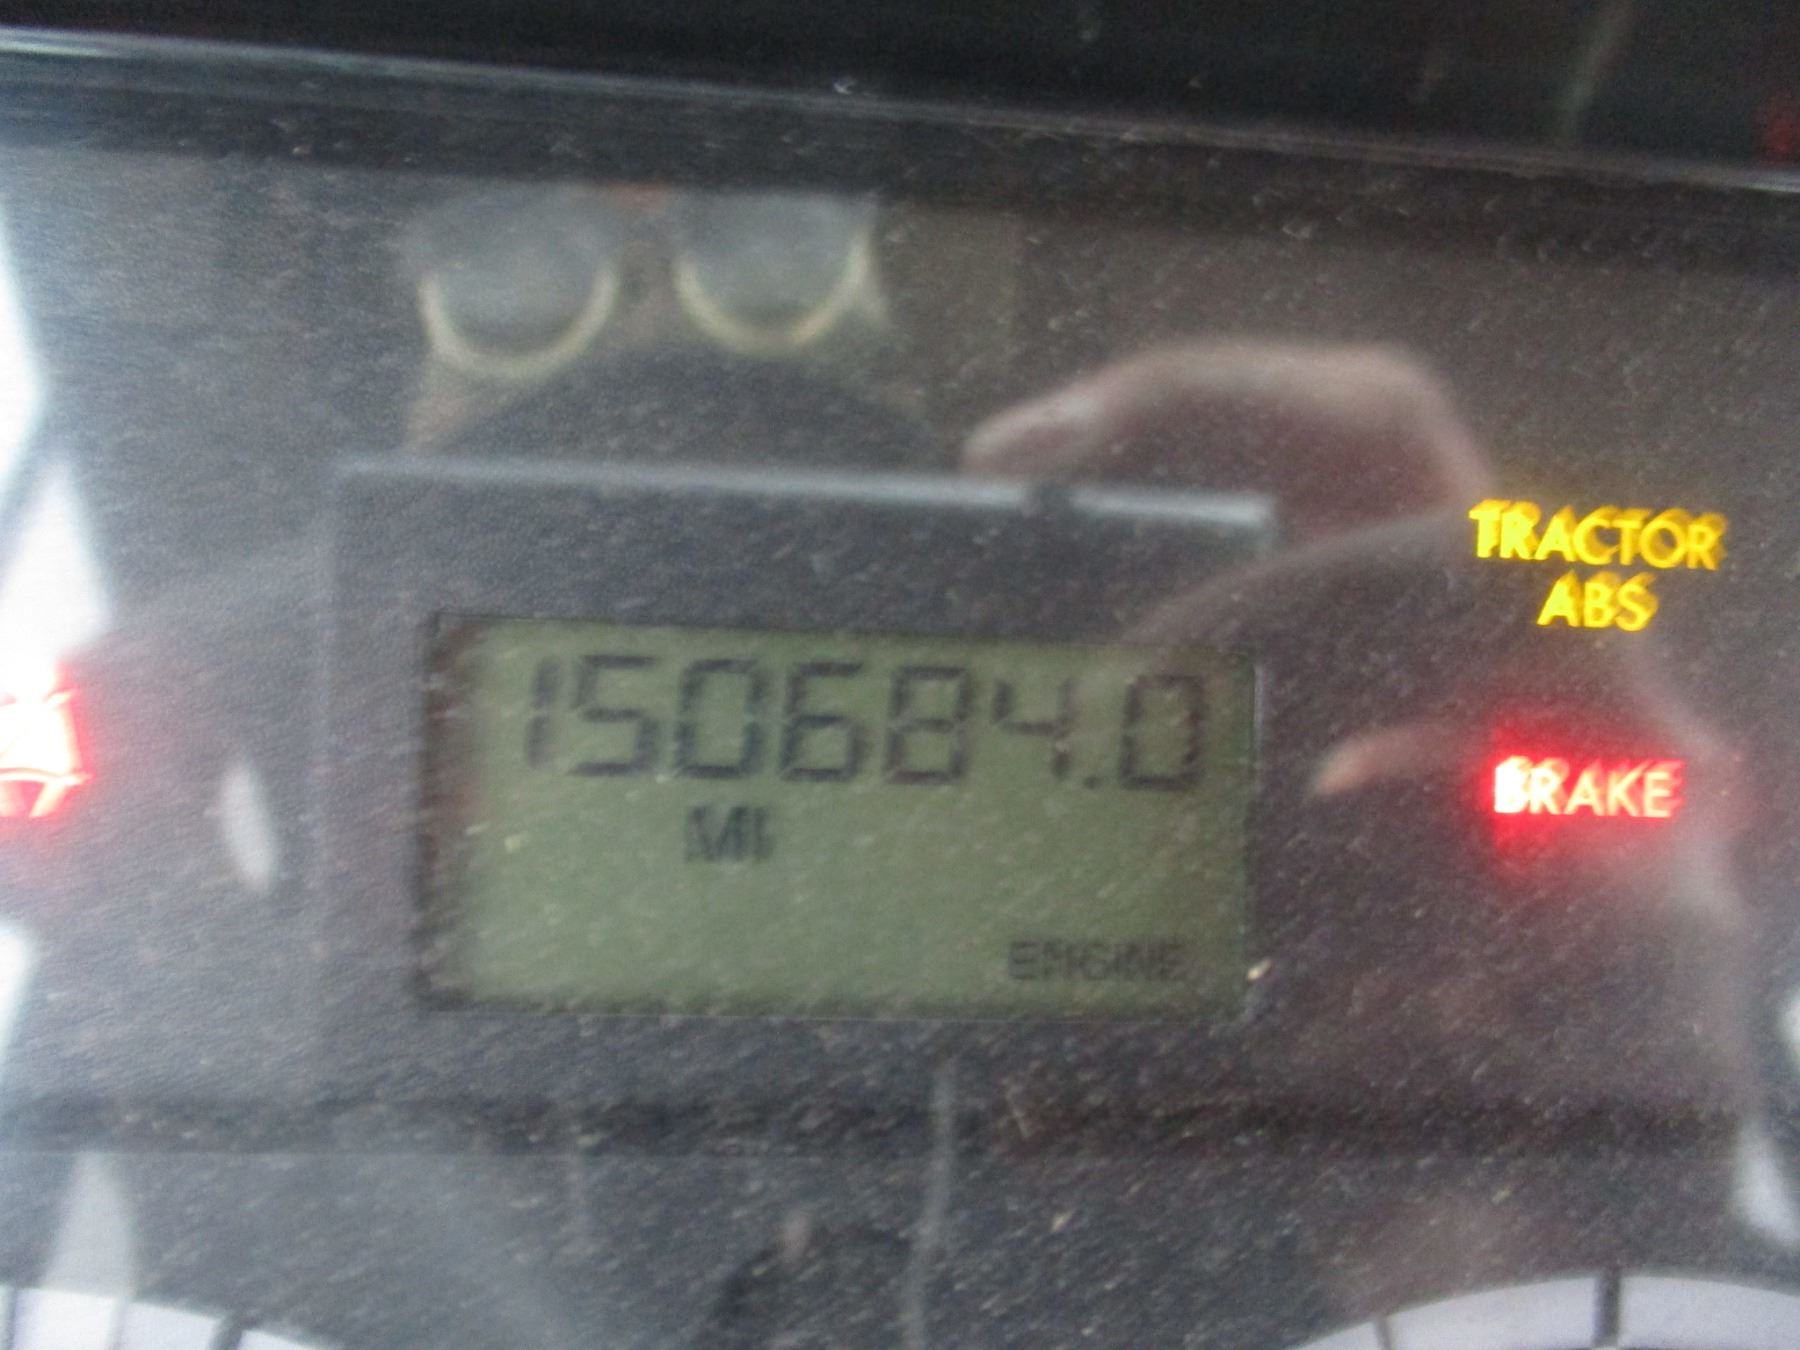 150684.0
MI
ENGINE
TRACTOR
ABS
BRAKE